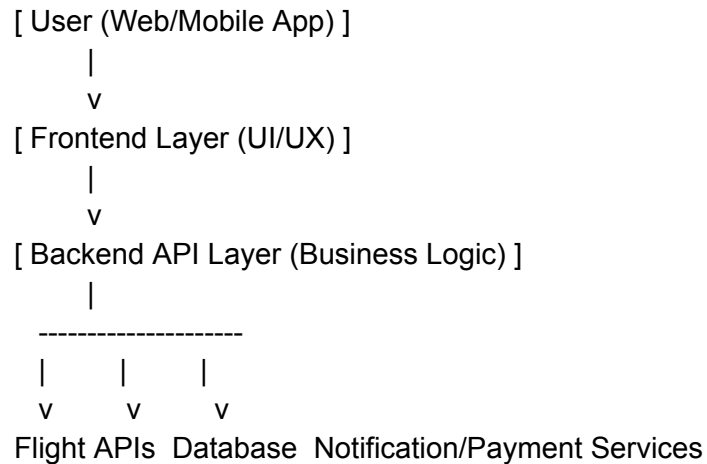 [ User (Web/Mobile App) ]
|
v
[ Frontend Layer (UI/UX) ]
|
v
[ Backend API Layer (Business Logic) ]
|
---------------------
| | |
v v v
Flight APIs Database Notification/Payment Services